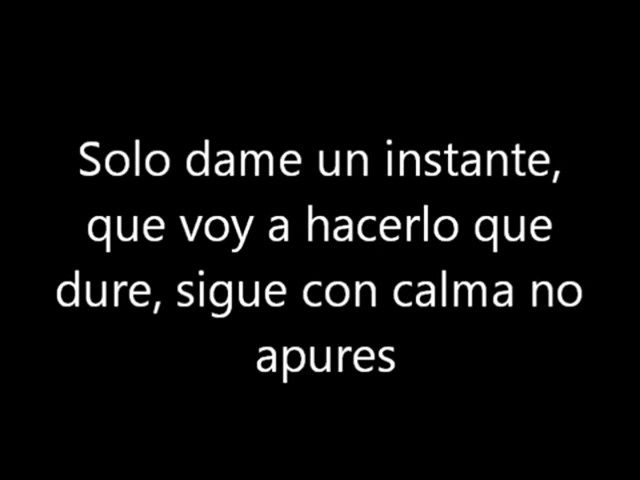 Solo dame un instante,
que voy a hacerlo que
dure, sigue con calma no
apures